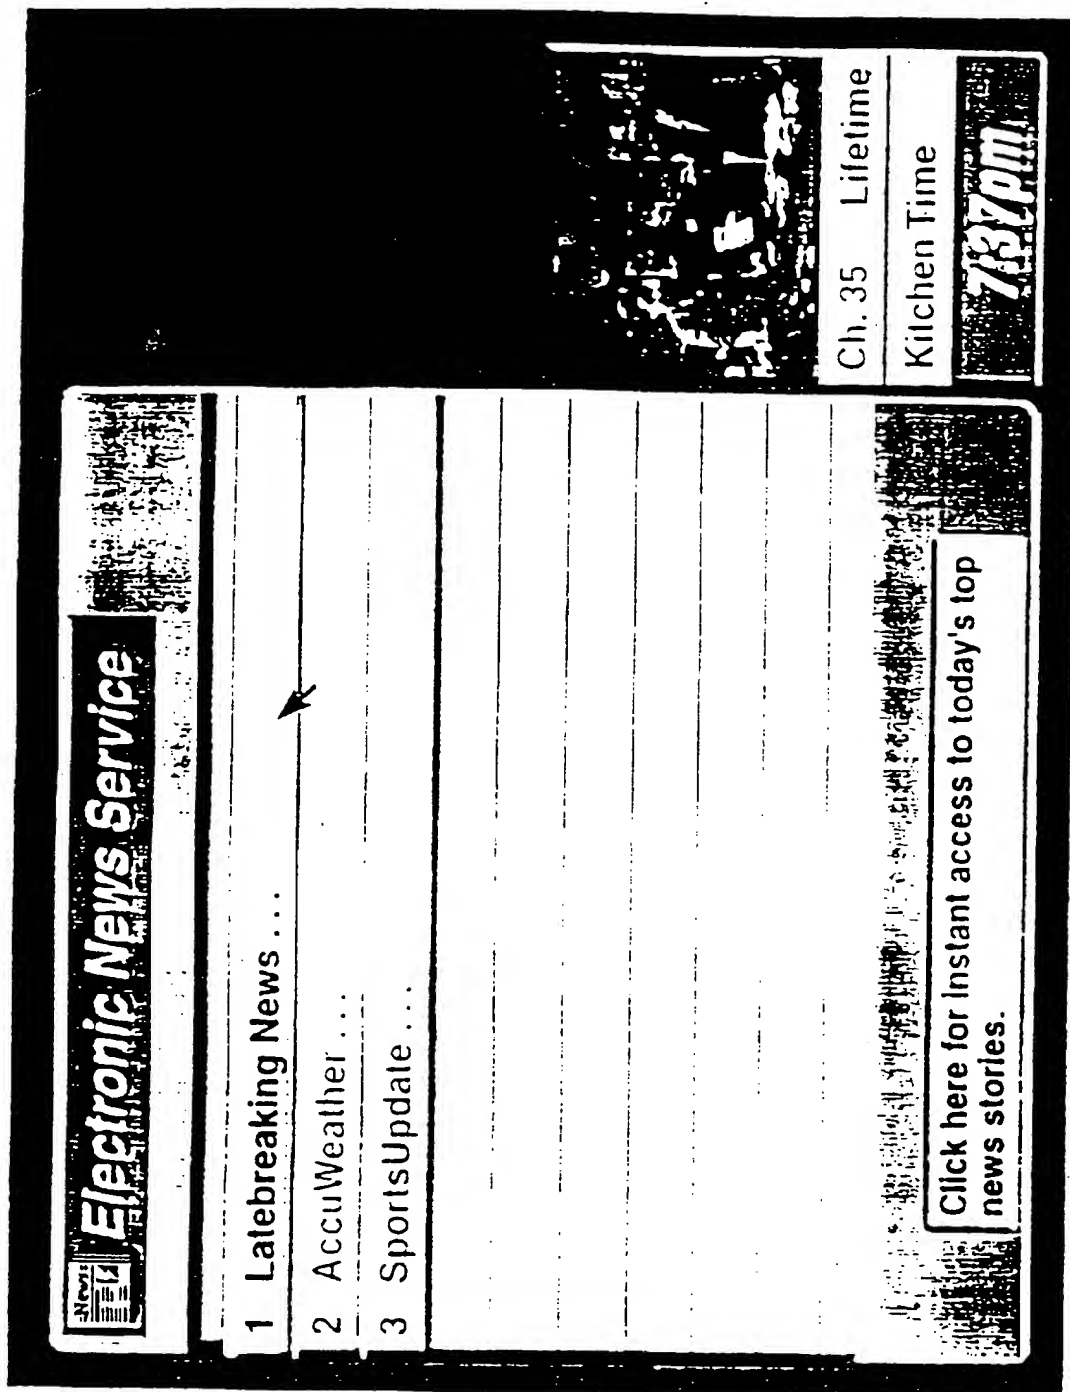 News
Electronic News Service
1 Latebreaking News....
2 AccuWeather...
3 SportsUpdate...
Click here for Instant access to today's top
news stories.
Ch. 35 Lifetime
Kitchen Time
7:37pm